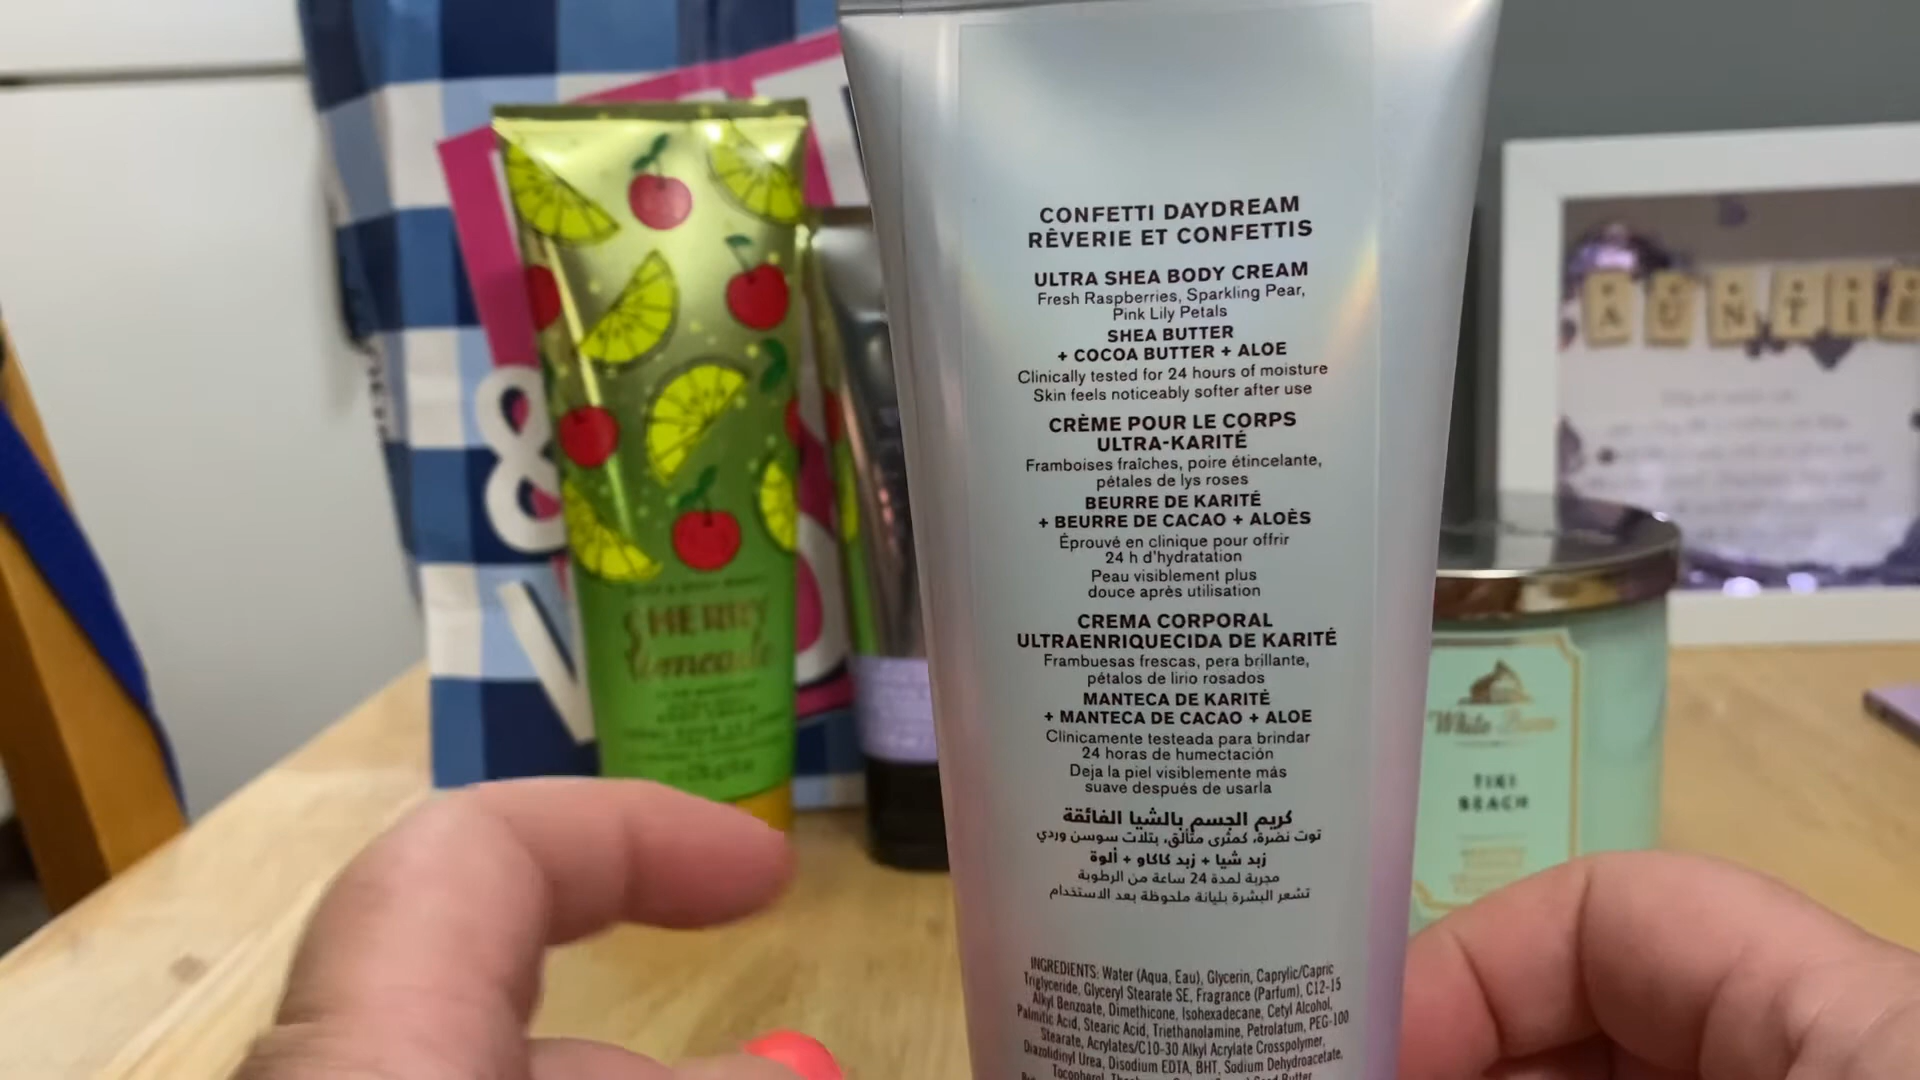 CONFETTI DAYDREAM
RÊVERIE ET CONFETTIS
ULTRA SHEA BODY CREAM
Fresh Raspberries, Sparkling Pear,
Pink Lily Petals
SHEA BUTTER
+ COCOA BUTTER + ALOE
Clinically tested for 24 hours of moisture
Skin feels noticeably softer after use
CRÈME POUR LE CORPS
ULTRA-KARITÉ
Framboises fraîches, poire étincelante,
pétales de lys roses
BEURRE DE KARITÉ
+ BEURRE DE CACAO + ALOÈS
Éprouvé en clinique pour offrir
24 h d'hydratation
Peau visiblement plus
douce après utilisation
CREMA CORPORAL
ULTRAENRIQUECIDA DE KARITÉ
Frambuesas frescas, pera brillante,
pétalos de lirio rosados
MANTECA DE KARITÉ
+ MANTECA DE CACAO + ALOE
Clínicamente testeada para brindar
24 horas de humectación
Deja la piel visiblemente más
suave después de usarla
كريم الجسم بالشيا الفائقة
توت نضرة، كمثرى متألق، بتلات سوسن وردي
زبد شيا + زبد كاكاو + ألوة
مجربة لمدة 24 ساعة من الرطوبة
تشعر البشرة بليانة ملحوظة بعد الاستخدام
INGREDIENTS: Water (Aqua, Eau), Glycerin, Caprylic/Capric
Triglyceride, Glyceryl Stearate SE, Fragrance (Parfum), C12-15
Alkyl Benzoate, Dimethicone, Isohexadecane, Cetyl Alcohol,
Palmitic Acid, Stearic Acid, Triethanolamine, Petrolatum, PEG-100
Stearate, Acrylates/C10-30 Alkyl Acrylate Crosspolymer,
Diazolidinyl Urea, Disodium EDTA, BHT, Sodium Dehydroacetate,
Tocopherol,
&
CHERRY
limeade
AUNTIE
White Barn
TIKI
BEACH